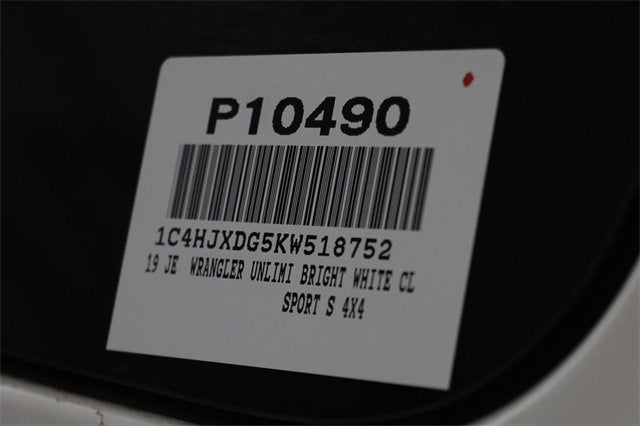 P10490
1C4HJXDG5KW518752
19 JE WRANGLER UNLIMI BRIGHT WHITE CL
SPORT S 4X4